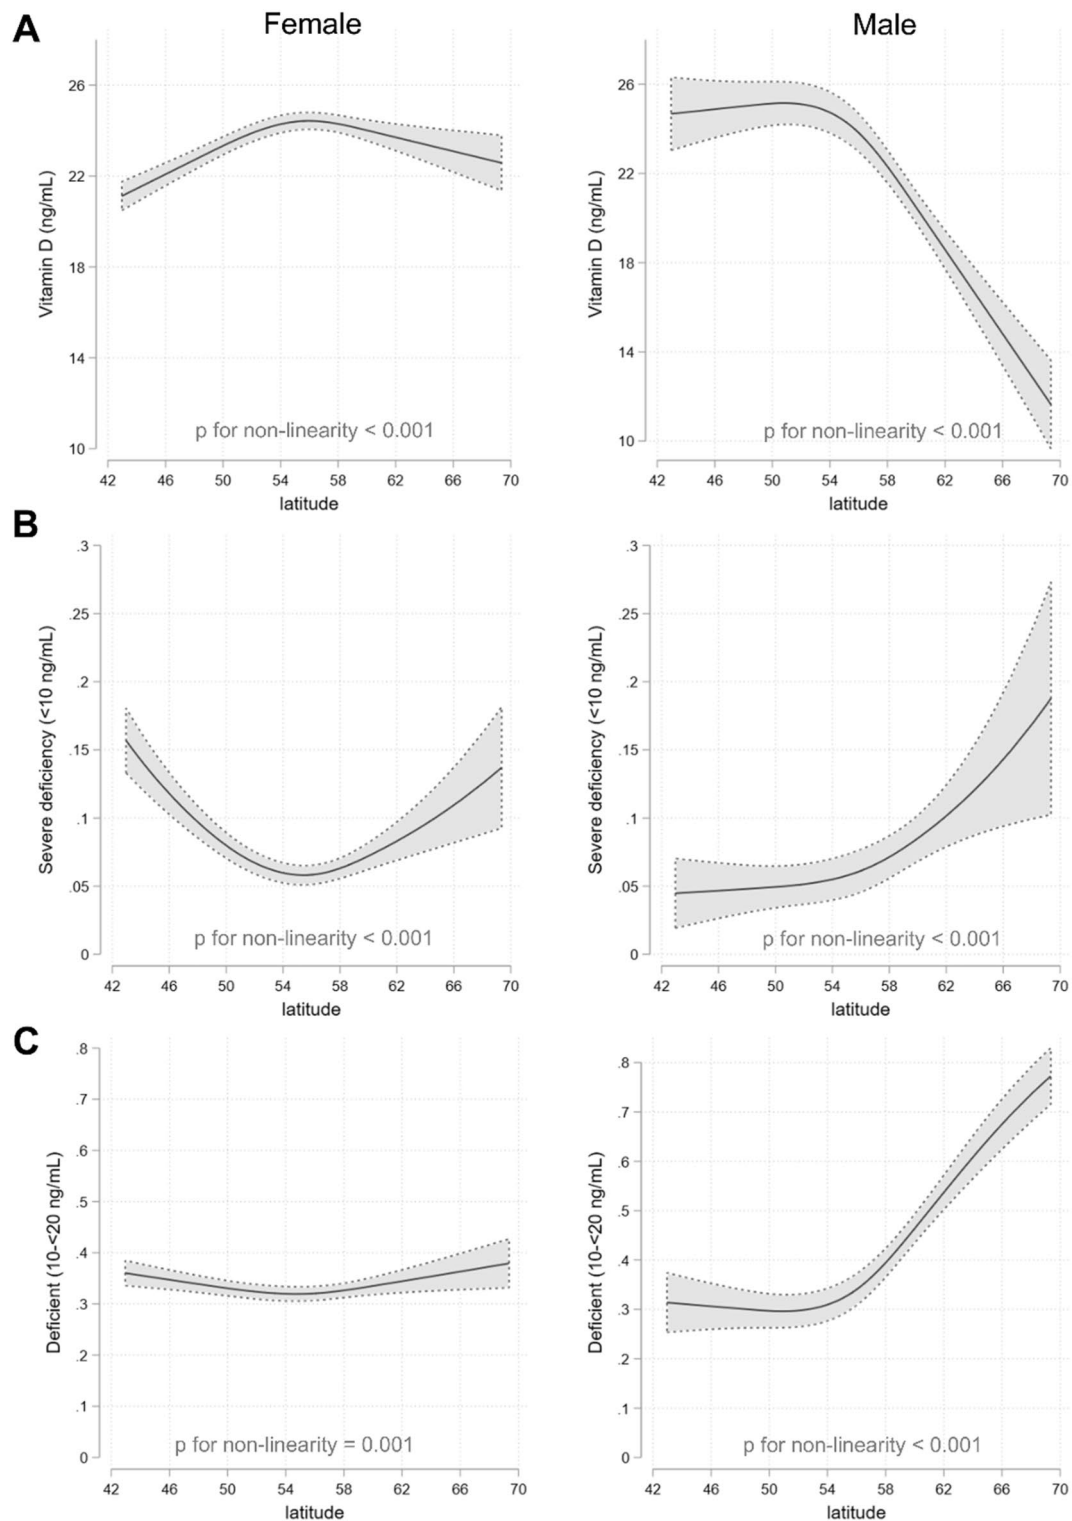 A
Female
Male
26
22
18
14
10
Vitamin D (ng/mL)
p for non-linearity < 0.001
42 46 50 54 58 62 66 70
latitude
26
22
18
14
10
Vitamin D (ng/mL)
p for non-linearity < 0.001
42 46 50 54 58 62 66 70
latitude
B
.3
.25
.2
.15
.1
.05
0
Severe deficiency (<10 ng/mL)
p for non-linearity < 0.001
42 46 50 54 58 62 66 70
latitude
.3
.25
.2
.15
.1
.05
0
Severe deficiency (<10 ng/mL)
p for non-linearity < 0.001
42 46 50 54 58 62 66 70
latitude
C
.8
.7
.6
.5
.4
.3
.2
.1
0
Deficient (10-<20 ng/mL)
p for non-linearity = 0.001
42 46 50 54 58 62 66 70
latitude
.8
.7
.6
.5
.4
.3
.2
.1
0
Deficient (10-<20 ng/mL)
p for non-linearity < 0.001
42 46 50 54 58 62 66 70
latitude